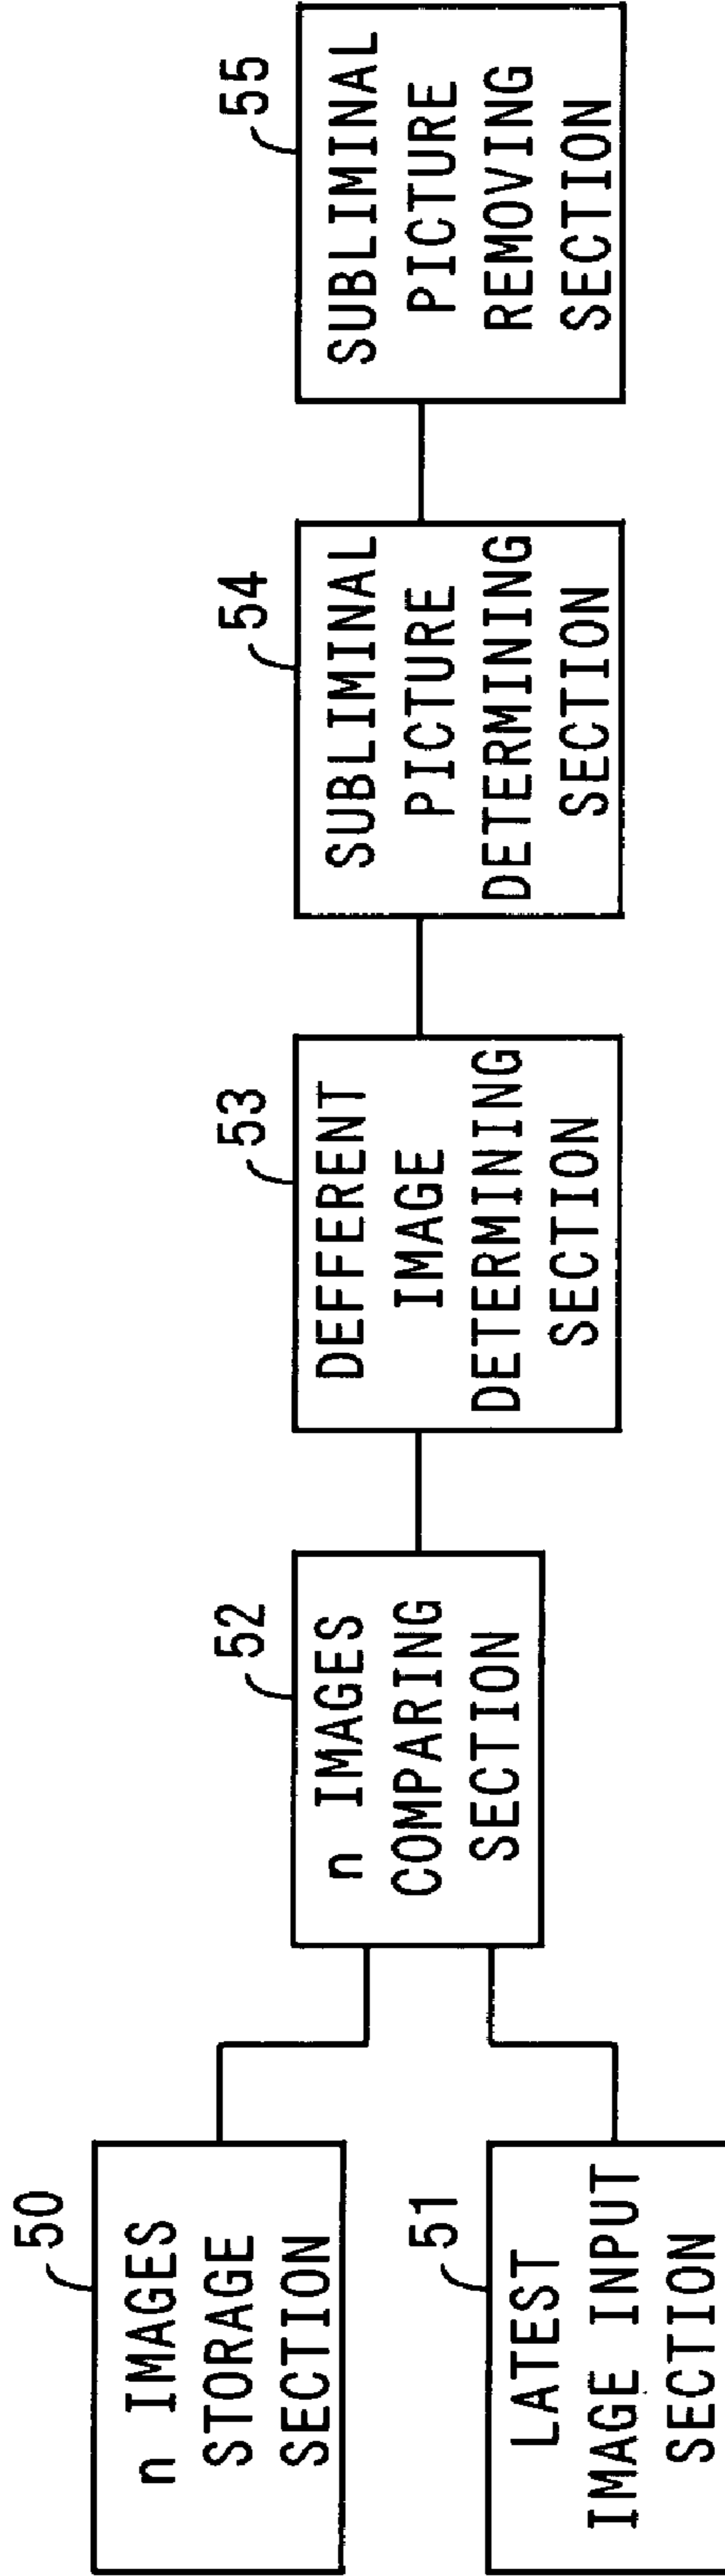 50
n IMAGES
STORAGE
SECTION
51
LATEST
IMAGE INPUT
SECTION
52
n IMAGES
COMPARING
SECTION
53
DEFFERENT
IMAGE
DETERMINING
SECTION
54
SUBLIMINAL
PICTURE
DETERMINING
SECTION
55
SUBLIMINAL
PICTURE
REMOVING
SECTION